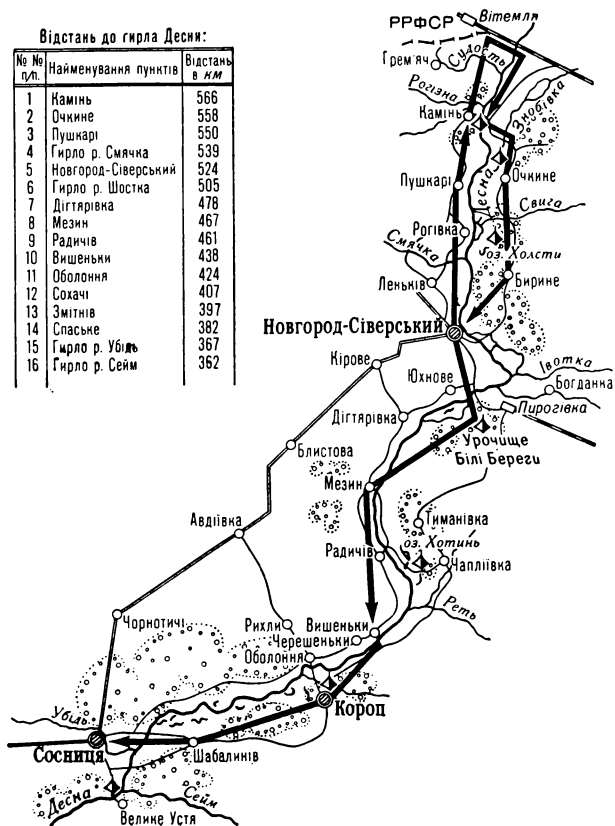 Відстань до гирла Десни:
№ № п/п. Найменування пунктів Відстань в км
1 Камінь 566
2 Очкине 558
3 Пушкарі 550
4 Гирло р. Смячка 539
5 Новгород-Сіверський 524
6 Гирло р. Шостка 505
7 Дігтярівка 478
8 Мезин 467
9 Радичів 461
10 Вишеньки 438
11 Оболоння 424
12 Сохачі 407
13 Змітнів 397
14 Спаське 382
15 Гирло р. Убідь 367
16 Гирло р. Сейм 362
РРФСР
Вітемля
Грем'яч
Судость
Рогізна
Знобівка
Камінь
Пушкарі
Десна
Очкине
Свига
Рогівка
Смячка
оз. Холсти
Леньків
Бирине
Новгород-Сіверський
Кірове
Івотка
Юхнове
Богданка
Дігтярівка
Пирогівка
Урочище
Білі Береги
Блистова
Мезин
Авдіївка
Тиманівка
Радичів
оз. Хотинь
Чапліївка
Чорнотичі
Рихли
Вишеньки
Реть
Черешеньки
Оболоння
Короп
Убідь
Сосниця
Шабалинів
Десна
Сейм
Велике Устя